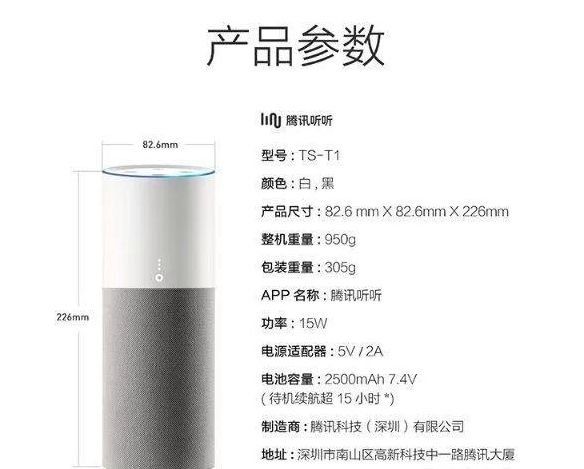 产品参数
腾讯听听
82.6mm
型号：TS-T1
颜色：白，黑
产品尺寸：82.6 mm X 82.6mm X 226mm
整机重量：950g
包装重量：305g
APP 名称：腾讯听听
226mm
功率：15W
电源适配器：5V / 2A
电池容量：2500mAh 7.4V
( 待机续航超 15 小时 *)
制造商：腾讯科技（深圳）有限公司
地址：深圳市南山区高新科技中一路腾讯大厦